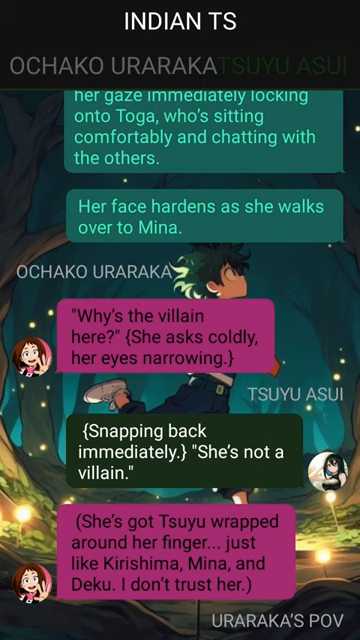 INDIAN TS
OCHAKO URARAKA TSUYU ASUI
her gaze immediately locking
onto Toga, who's sitting
comfortably and chatting with
the others.
Her face hardens as she walks
over to Mina.
OCHAKO URARAKA
"Why's the villain
here?" {She asks coldly,
her eyes narrowing.}
TSUYU ASUI
{Snapping back
immediately.} "She's not a
villain."
(She's got Tsuyu wrapped
around her finger... just
like Kirishima, Mina, and
Deku. I don't trust her.)
URARAKA'S POV